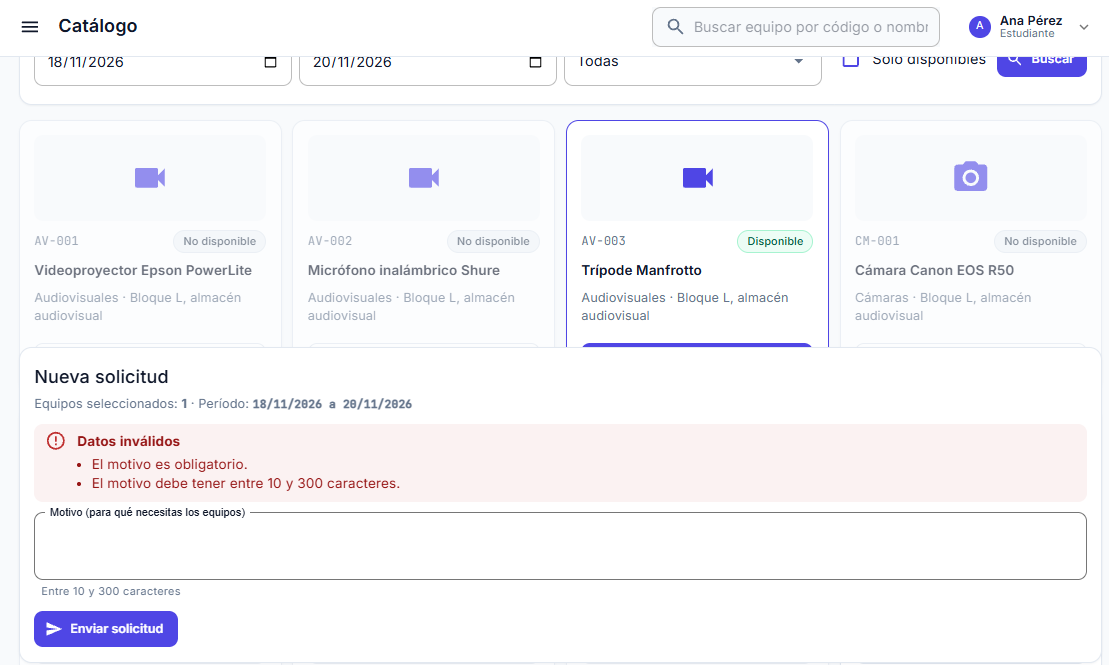 Catálogo
Buscar equipo por código o nombr
A
Ana Pérez
Estudiante
18/11/2026
20/11/2026
Todas
Solo disponibles
Buscar
AV-001
No disponible
Videoproyector Epson PowerLite
Audiovisuales · Bloque L, almacén
audiovisual
AV-002
No disponible
Micrófono inalámbrico Shure
Audiovisuales · Bloque L, almacén
audiovisual
AV-003
Disponible
Trípode Manfrotto
Audiovisuales · Bloque L, almacén
audiovisual
CM-001
No disponible
Cámara Canon EOS R50
Cámaras · Bloque L, almacén
audiovisual
Nueva solicitud
Equipos seleccionados: 1 · Período: 18/11/2026 a 20/11/2026
Datos inválidos
• El motivo es obligatorio.
• El motivo debe tener entre 10 y 300 caracteres.
Motivo (para qué necesitas los equipos)
Entre 10 y 300 caracteres
Enviar solicitud